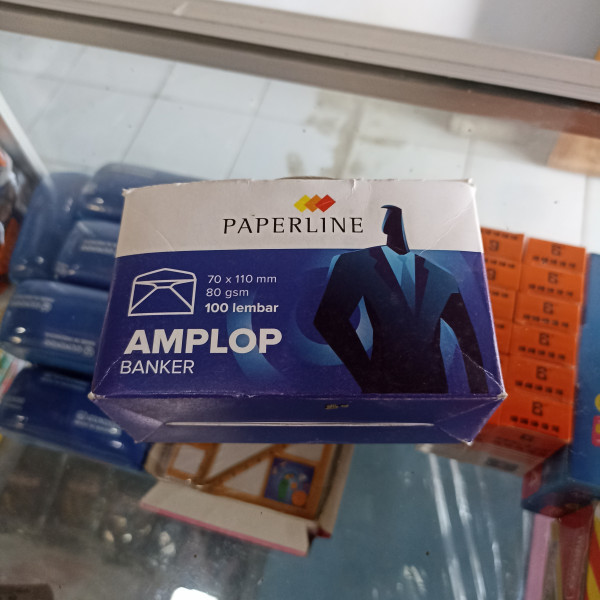 PAPERLINE
70 x 110 mm
80 gsm
100 lembar
AMPLOP
BANKER